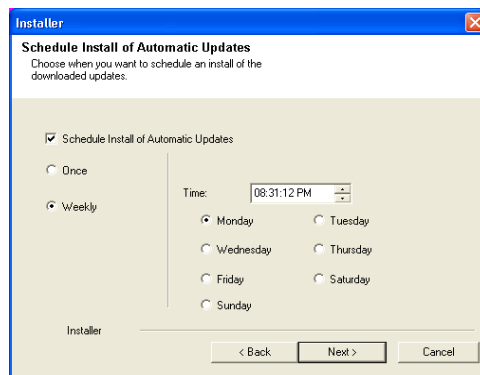 Installer
Schedule Install of Automatic Updates
Choose when you want to schedule an install of the
downloaded updates.
Schedule Install of Automatic Updates
Once
Weekly
Time: 08:31:12 PM
Monday Tuesday
Wednesday Thursday
Friday Saturday
Sunday
Installer
< Back Next > Cancel